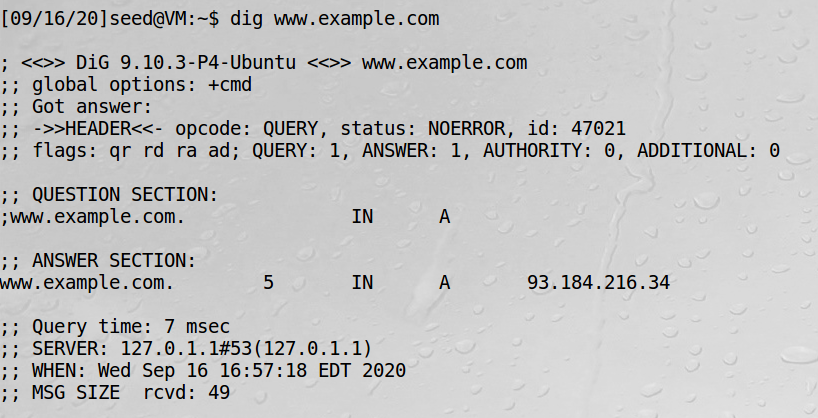 [09/16/20]seed@VM:~$ dig www.example.com
; <<>> DiG 9.10.3-P4-Ubuntu <<>> www.example.com
;; global options: +cmd
;; Got answer:
;; ->>HEADER<<- opcode: QUERY, status: NOERROR, id: 47021
;; flags: qr rd ra ad; QUERY: 1, ANSWER: 1, AUTHORITY: 0, ADDITIONAL: 0
;; QUESTION SECTION:
;www.example.com. IN A
;; ANSWER SECTION:
www.example.com. 5 IN A 93.184.216.34
;; Query time: 7 msec
;; SERVER: 127.0.1.1#53(127.0.1.1)
;; WHEN: Wed Sep 16 16:57:18 EDT 2020
;; MSG SIZE rcvd: 49